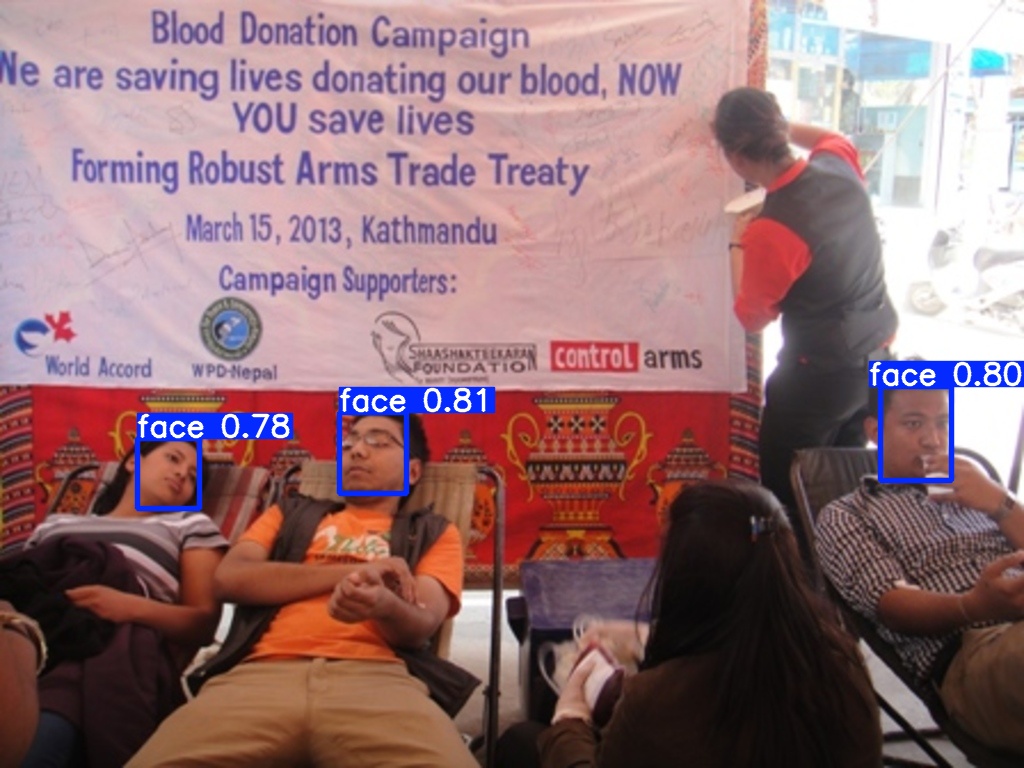 Blood Donation Campaign
We are saving lives donating our blood, NOW
YOU save lives
Forming Robust Arms Trade Treaty
March 15, 2013, Kathmandu
Campaign Supporters:
World Accord
WPD-Nepal
SHAASHAKTEEKARAN
FOUNDATION
control arms
face 0.78
face 0.81
face 0.80